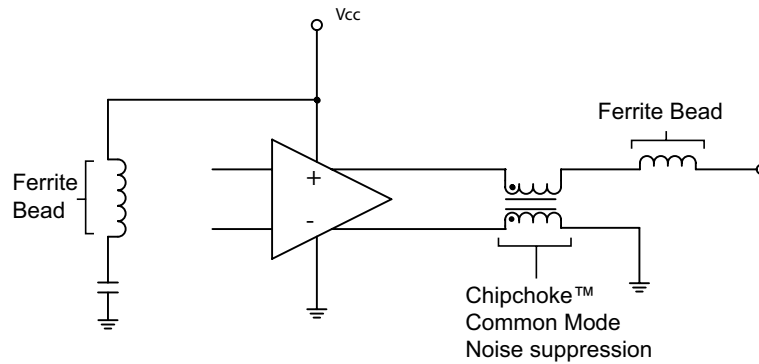 Vcc
Ferrite Bead
Ferrite
Bead
+
-
Chipchoke™
Common Mode
Noise suppression